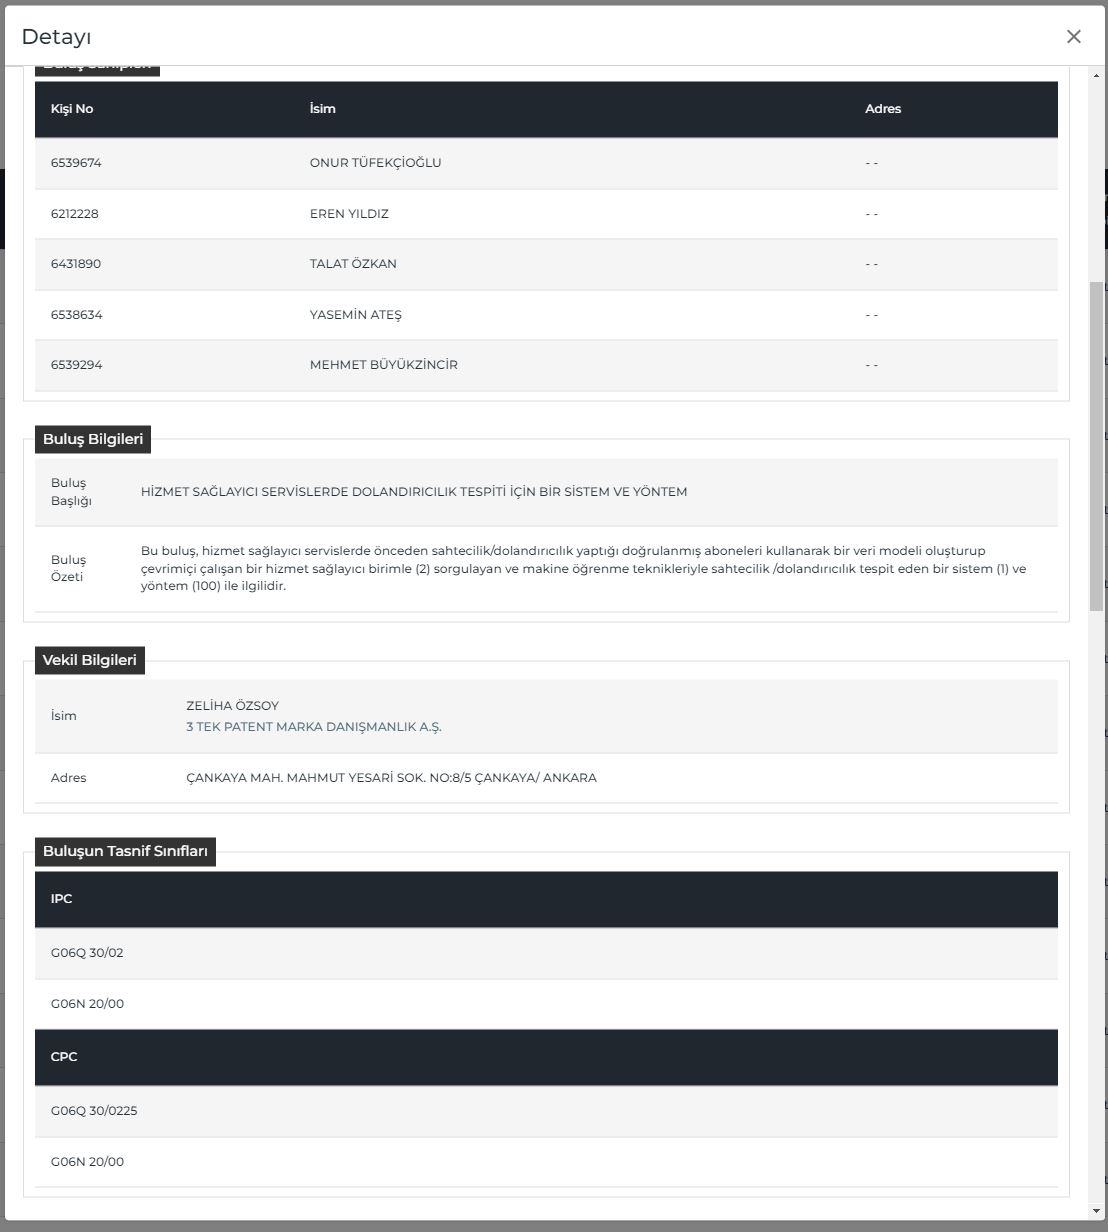 Detayı
Kişi No İsim Adres
6539674 ONUR TÜFEKÇİOĞLU - -
6212228 EREN YILDIZ - -
6431890 TALAT ÖZKAN - -
6538634 YASEMİN ATEŞ - -
6539294 MEHMET BÜYÜKZİNCİR - -
Buluş Bilgileri
Buluş
Başlığı
HİZMET SAĞLAYICI SERVİSLERDE DOLANDIRICILIK TESPİTİ İÇİN BİR SİSTEM VE YÖNTEM
Buluş
Özeti
Bu buluş, hizmet sağlayıcı servislerde önceden sahtecilik/dolandırıcılık yaptığı doğrulanmış aboneleri kullanarak bir veri modeli oluşturup
çevrimiçi çalışan bir hizmet sağlayıcı birimle (2) sorgulayan ve makine öğrenme teknikleriyle sahtecilik /dolandırıcılık tespit eden bir sistem (1) ve
yöntem (100) ile ilgilidir.
Vekil Bilgileri
İsim
ZELİHA ÖZSOY
3 TEK PATENT MARKA DANIŞMANLIK A.Ş.
Adres ÇANKAYA MAH. MAHMUT YESARİ SOK. NO:8/5 ÇANKAYA/ ANKARA
Buluşun Tasnif Sınıfları
IPC
G06Q 30/02
G06N 20/00
CPC
G06Q 30/0225
G06N 20/00